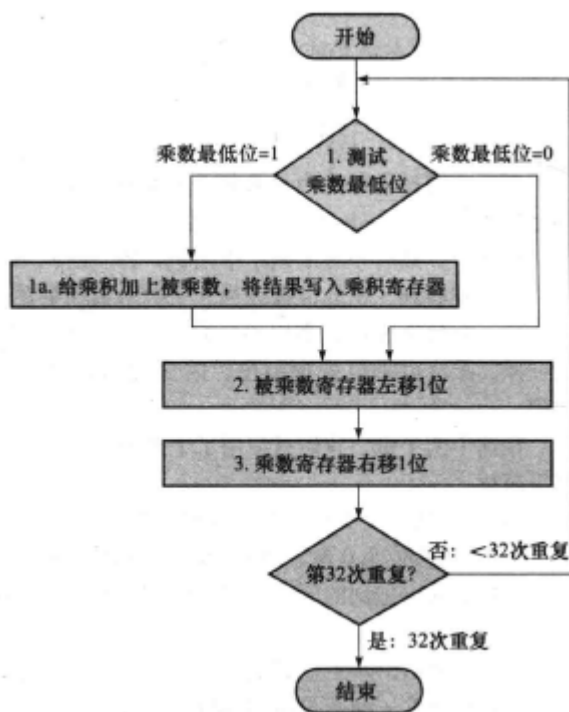 开始
乘数最低位=1
1. 测试
乘数最低位
乘数最低位=0
1a. 给乘积加上被乘数，将结果写入乘积寄存器
2. 被乘数寄存器左移1位
3. 乘数寄存器右移1位
第32次重复?
否：＜32次重复
是：32次重复
结束